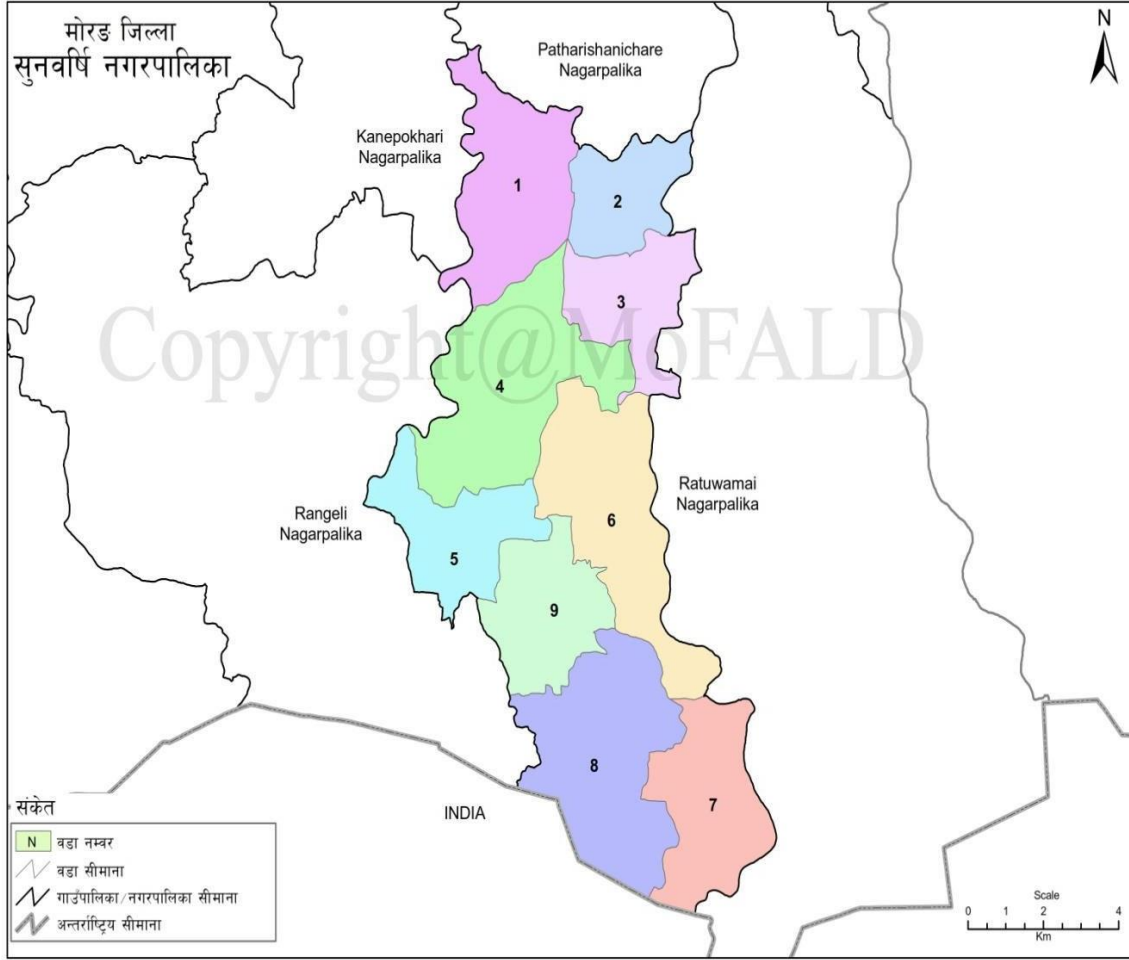 मोरङ जिल्ला
सुनवर्षि नगरपालिका
N
Patharishanichare
Nagarpalika
Kanepokhari
Nagarpalika
1
2
3
Copyright@MoFALD
4
Ratuwamai
Nagarpalika
Rangeli
Nagarpalika
6
5
9
8
7
INDIA
संकेत
N वडा नम्बर
वडा सीमाना
गाउँपालिका/नगरपालिका सीमाना
अन्तर्राष्ट्रिय सीमाना
Scale
0 1 2 4
Km